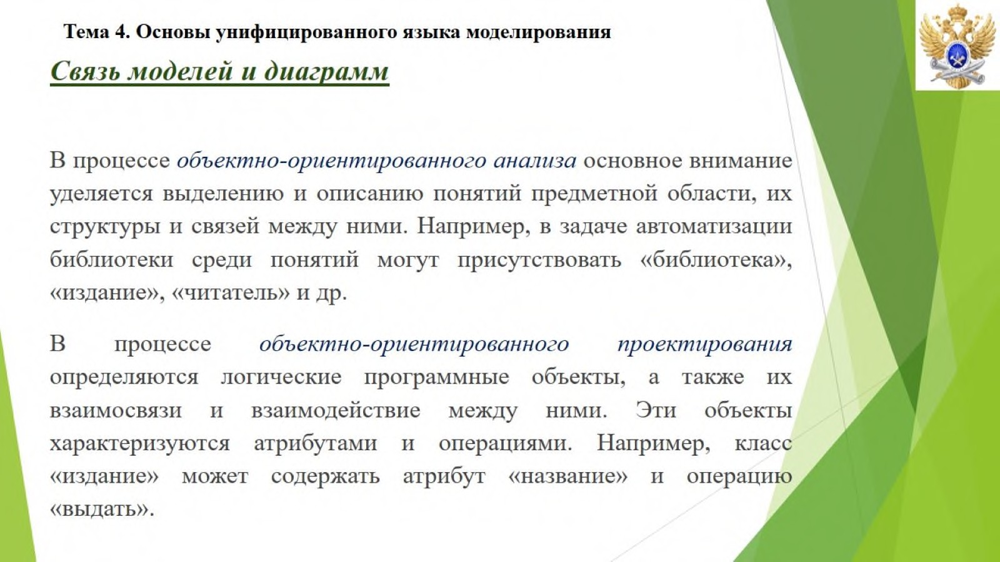 Тема 4. Основы унифицированного языка моделирования
Связь моделей и диаграмм
В процессе объектно-ориентированного анализа основное внимание
уделяется выделению и описанию понятий предметной области, их
структуры и связей между ними. Например, в задаче автоматизации
библиотеки среди понятий могут присутствовать «библиотека»,
«издание», «читатель» и др.
В процессе объектно-ориентированного проектирования
определяются логические программные объекты, а также их
взаимосвязи и взаимодействие между ними. Эти объекты
характеризуются атрибутами и операциями. Например, класс
«издание» может содержать атрибут «название» и операцию
«выдать».